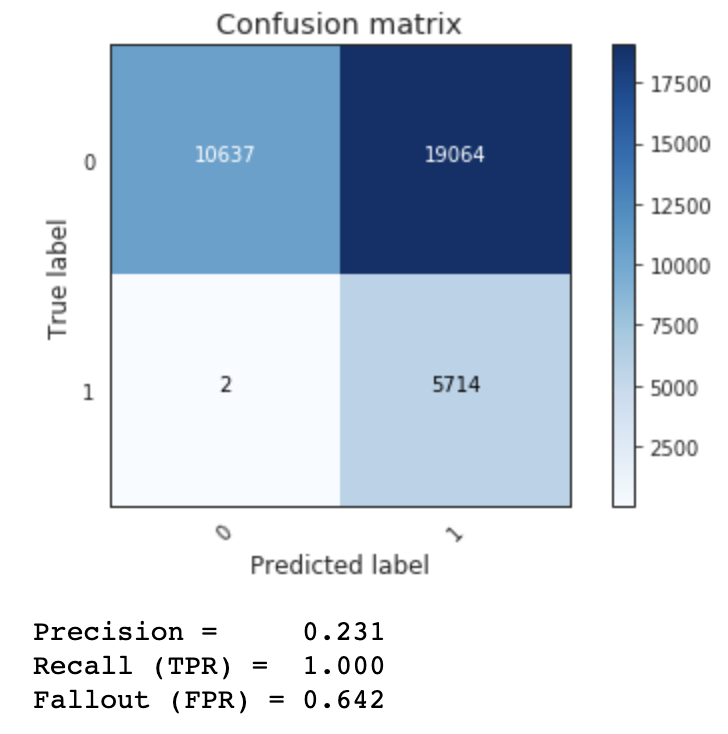 Confusion matrix
17500
10637 19064
0
15000
12500
True label
10000
7500
1
2 5714
5000
2500
0 1
Predicted label
Precision = 0.231
Recall (TPR) = 1.000
Fallout (FPR) = 0.642